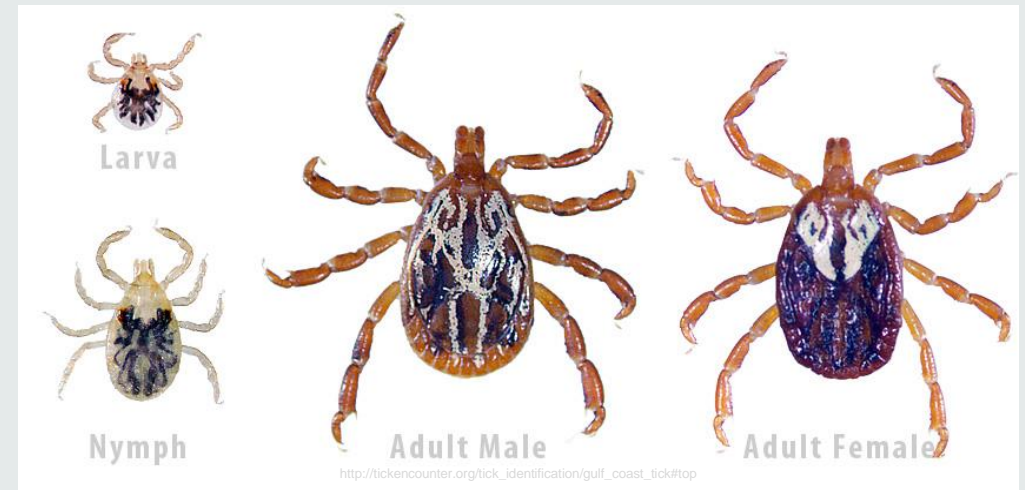 Larva
Nymph
Adult Male
Adult Female
http://tickencounter.org/tick_identification/gulf_coast_tick#top